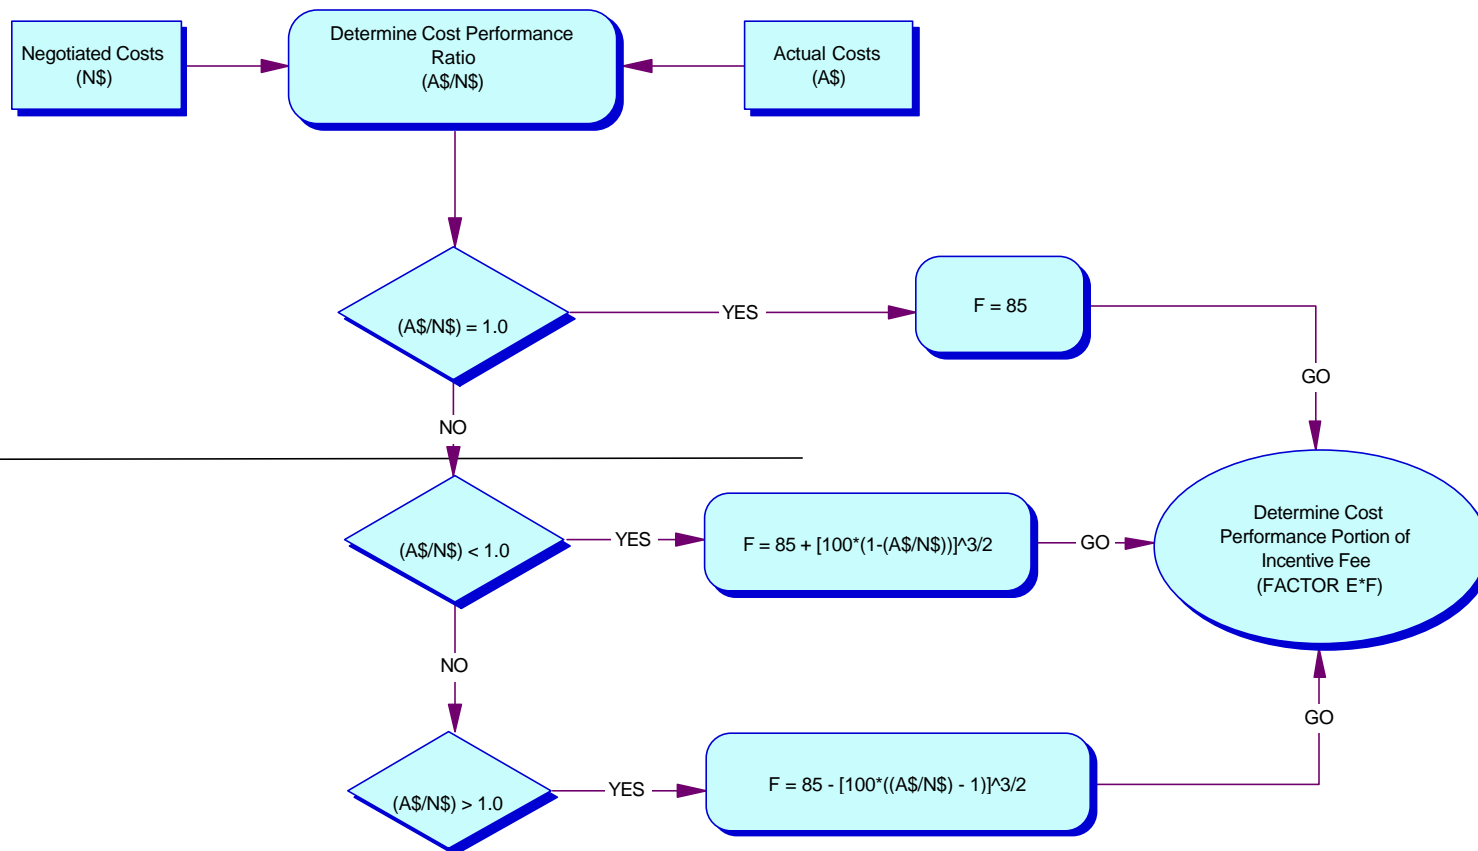 Negotiated Costs
(N$)
Determine Cost Performance
Ratio
(A$/N$)
Actual Costs
(A$)
(A$/N$) = 1.0
YES
F = 85
GO
NO
(A$/N$) < 1.0
YES
F = 85 + [100*(1-(A$/N$))]^3/2
GO
Determine Cost
Performance Portion of
Incentive Fee
(FACTOR E*F)
NO
GO
(A$/N$) > 1.0
YES
F = 85 - [100*((A$/N$) - 1)]^3/2